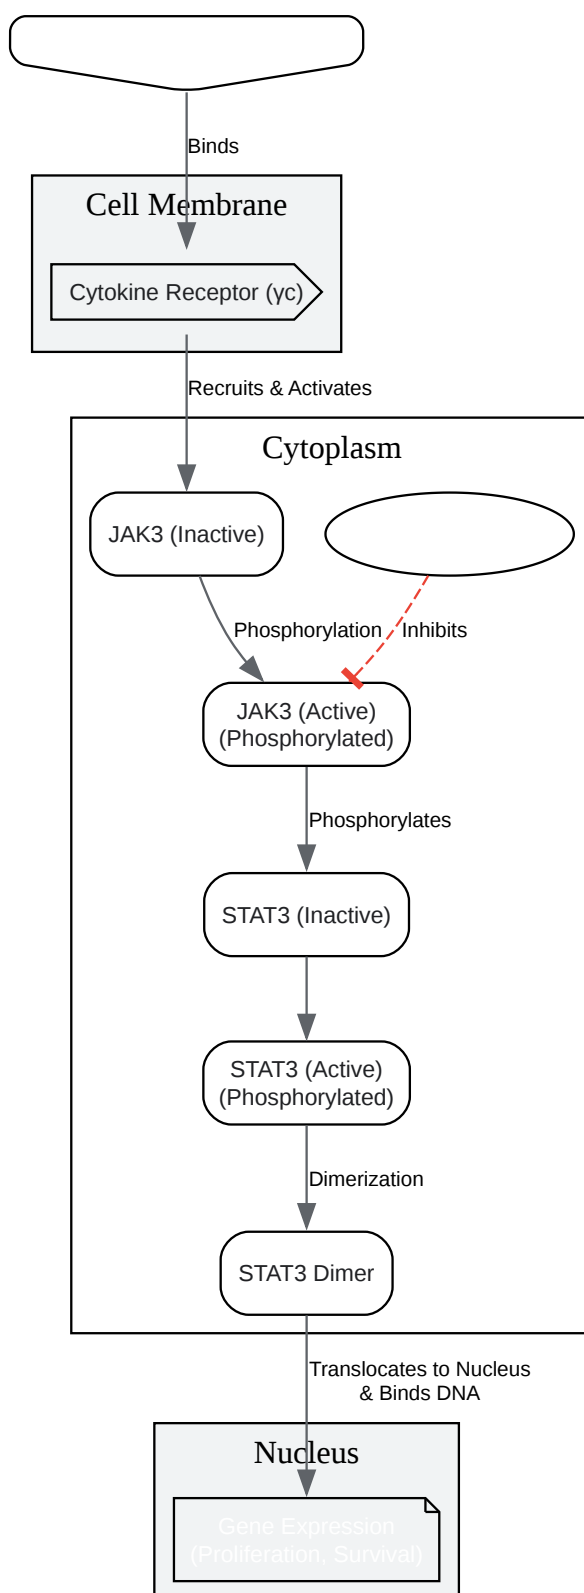 Binds
Cell Membrane
Cytokine Receptor (γc)
Recruits & Activates
Cytoplasm
JAK3 (Inactive)
Phosphorylation
Inhibits
JAK3 (Active)
(Phosphorylated)
Phosphorylates
STAT3 (Inactive)
STAT3 (Active)
(Phosphorylated)
Dimerization
STAT3 Dimer
Translocates to Nucleus
& Binds DNA
Nucleus
Gene Expression
(Proliferation, Survival)